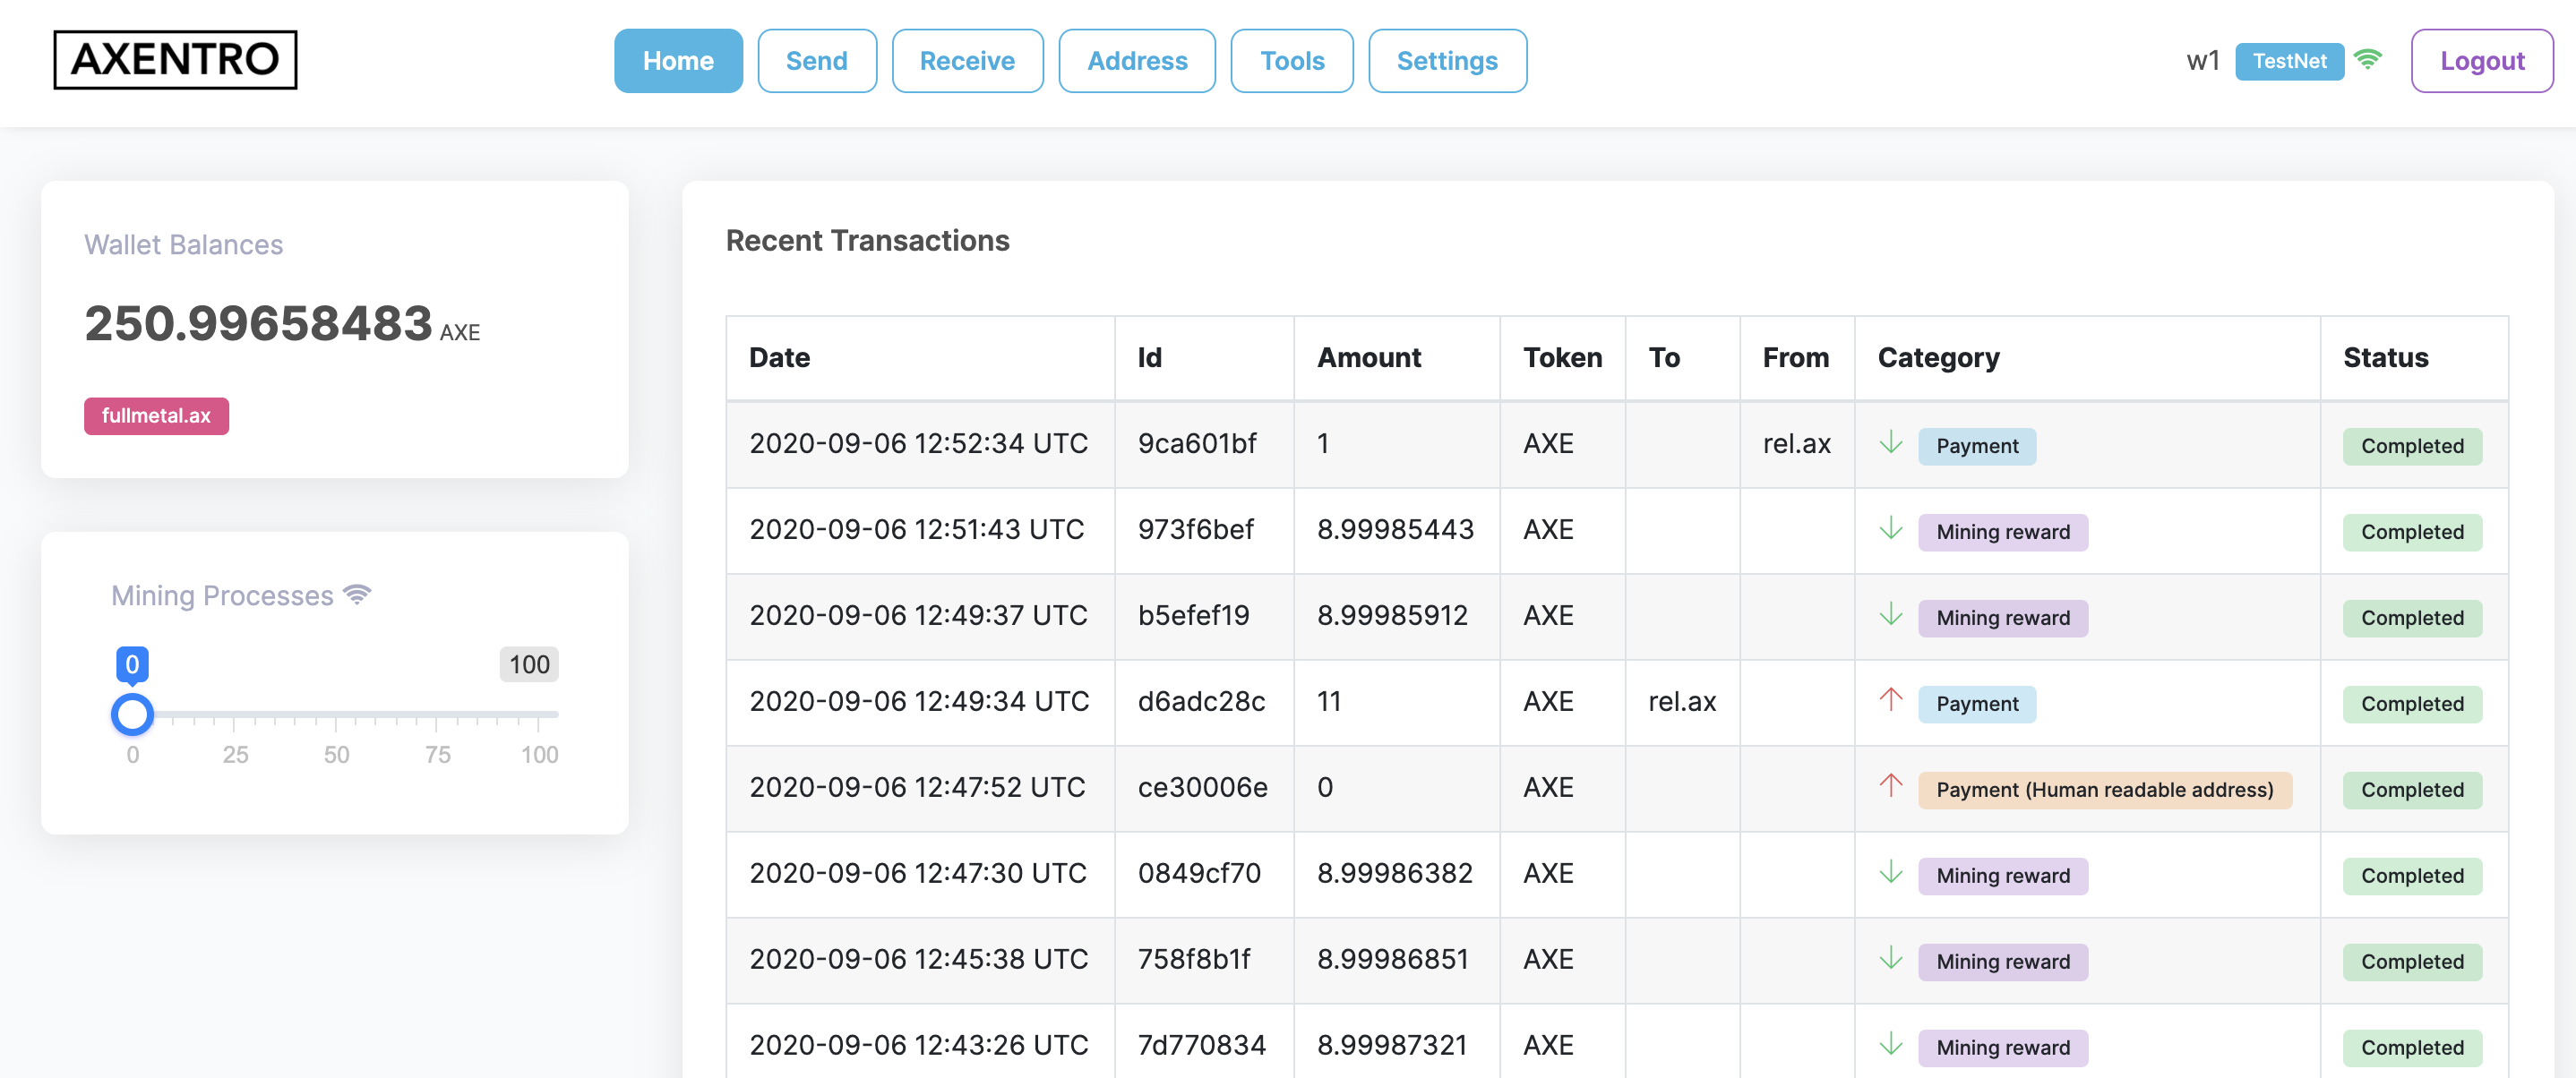 AXENTRO
Home Send Receive Address Tools Settings
w1 TestNet Logout
Wallet Balances
250.99658483 AXE
fullmetal.ax
Mining Processes
0 100
0 25 50 75 100
Recent Transactions
Date Id Amount Token To From Category Status
2020-09-06 12:52:34 UTC 9ca601bf 1 AXE rel.ax Payment Completed
2020-09-06 12:51:43 UTC 973f6bef 8.99985443 AXE Mining reward Completed
2020-09-06 12:49:37 UTC b5efef19 8.99985912 AXE Mining reward Completed
2020-09-06 12:49:34 UTC d6adc28c 11 AXE rel.ax Payment Completed
2020-09-06 12:47:52 UTC ce30006e 0 AXE Payment (Human readable address) Completed
2020-09-06 12:47:30 UTC 0849cf70 8.99986382 AXE Mining reward Completed
2020-09-06 12:45:38 UTC 758f8b1f 8.99986851 AXE Mining reward Completed
2020-09-06 12:43:26 UTC 7d770834 8.99987321 AXE Mining reward Completed